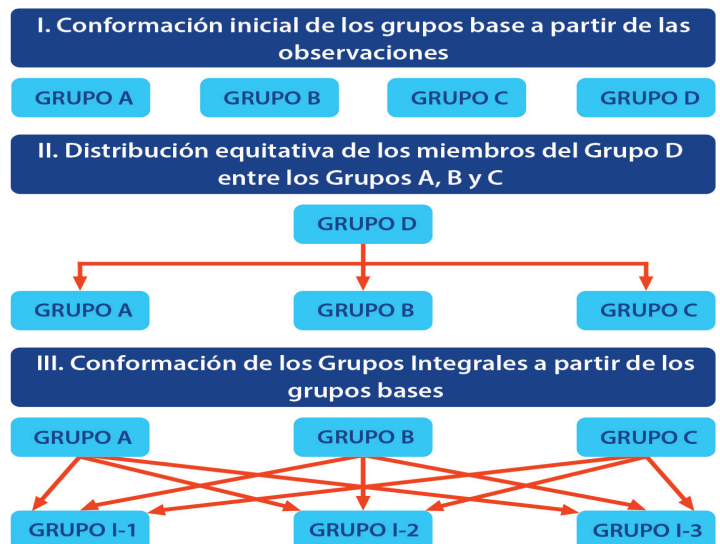 I. Conformación inicial de los grupos base a partir de las
observaciones
GRUPO A GRUPO B GRUPO C GRUPO D
II. Distribución equitativa de los miembros del Grupo D
entre los Grupos A, B y C
GRUPO D
GRUPO A GRUPO B GRUPO C
III. Conformación de los Grupos Integrales a partir de los
grupos bases
GRUPO A GRUPO B GRUPO C
GRUPO I-1 GRUPO I-2 GRUPO I-3